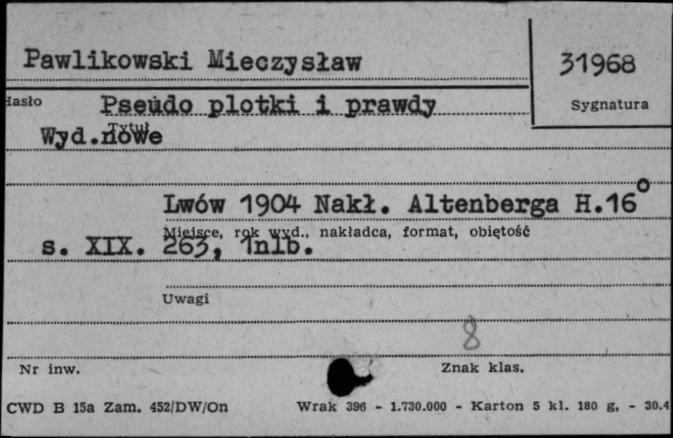 Pawlikowski Mieczysław
31968
Hasło
Pseudo plotki i prawdy
Sygnatura
Tytuł
Wyd.nowe
Lwów 1904 Nakł. Altenberga H.16°
Miejsce, rok wyd., nakładca, format, objętość
s. XIX. 263, 1nlb.
Uwagi
8
Nr inw.
Znak klas.
CWD B 15a Zam. 452/DW/On
Wrak 396 - 1.730.000 - Karton 5 kl. 180 g. - 30.4